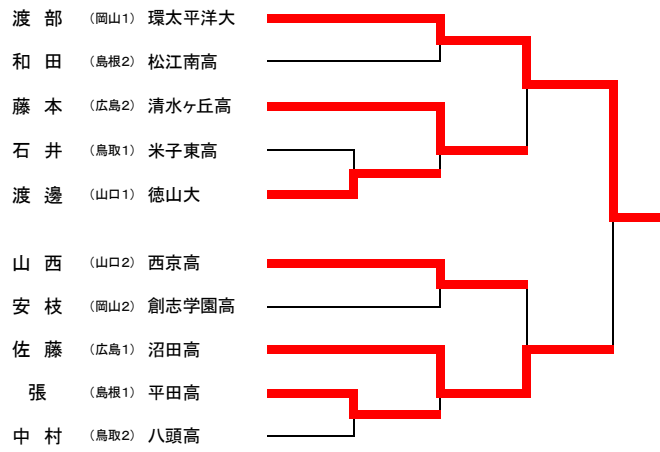 渡 部 （岡山1） 環太平洋大
和 田 （島根2） 松江南高
藤 本 （広島2） 清水ヶ丘高
石 井 （鳥取1） 米子東高
渡 邊 （山口1） 徳山大
山 西 （山口2） 西京高
安 枝 （岡山2） 創志学園高
佐 藤 （広島1） 沼田高
張 （島根1） 平田高
中 村 （鳥取2） 八頭高